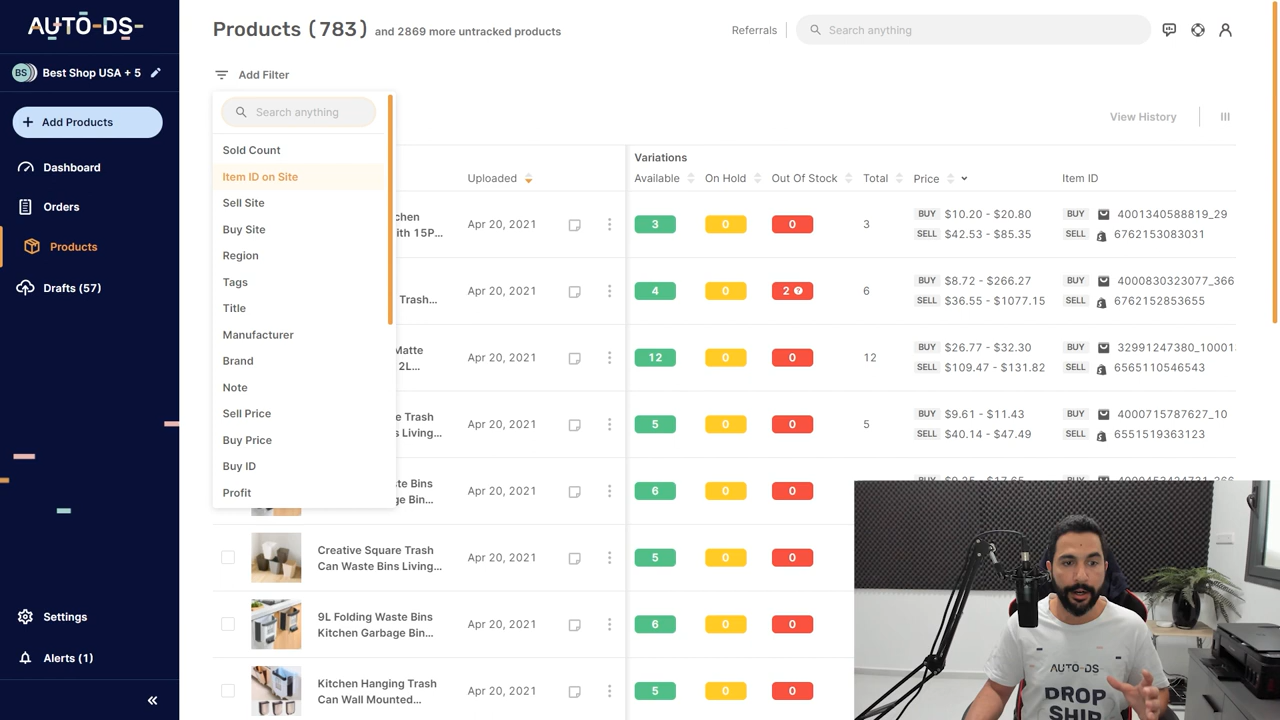 AUTO-DS-
BS Best Shop USA + 5
+ Add Products
Dashboard
Orders
Products
Drafts (57)
Settings
Alerts (1)
Products (783) and 2869 more untracked products
Referrals
Search anything
Add Filter
Search anything
Sold Count
Item ID on Site
Sell Site
Buy Site
Region
Tags
Title
Manufacturer
Brand
Note
Sell Price
Buy Price
Buy ID
Profit
View History
Variations
Uploaded Available On Hold Out Of Stock Total Price Item ID
chen
ith 15P... Apr 20, 2021 3 0 0 3 BUY $10.20 - $20.80 BUY 4001340588819_29
SELL $42.53 - $85.35 SELL 6762153083031
Trash... Apr 20, 2021 4 0 2 6 BUY $8.72 - $266.27 BUY 4000830323077_366
SELL $36.55 - $1077.15 SELL 6762152853655
Matte
2L... Apr 20, 2021 12 0 0 12 BUY $26.77 - $32.30 BUY 32991247380_10001
SELL $109.47 - $131.82 SELL 6565110546543
e Trash
s Living... Apr 20, 2021 5 0 0 5 BUY $9.61 - $11.43 BUY 4000715787627_10
SELL $40.14 - $47.49 SELL 6551519363123
ste Bins
bage Bin... Apr 20, 2021 6 0 0
Creative Square Trash
Can Waste Bins Living... Apr 20, 2021 5 0 0
9L Folding Waste Bins
Kitchen Garbage Bin... Apr 20, 2021 6 0 0
Kitchen Hanging Trash
Can Wall Mounted... Apr 20, 2021 5 0 0
AUTO-DS
DROP
SHIP